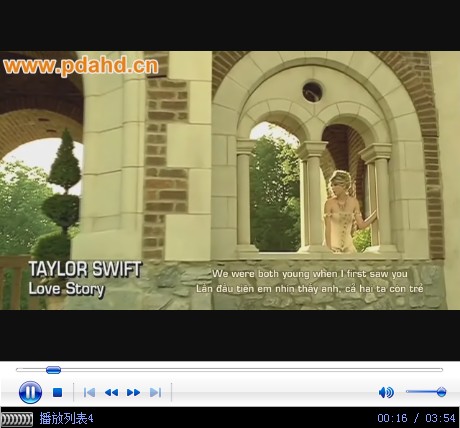 www.pdahd.cn
TAYLOR SWIFT
Love Story
We were both young when I first saw you
Lần đầu tiên em nhìn thấy anh, cả hai ta còn trẻ
播放列表4
00:16 / 03:54